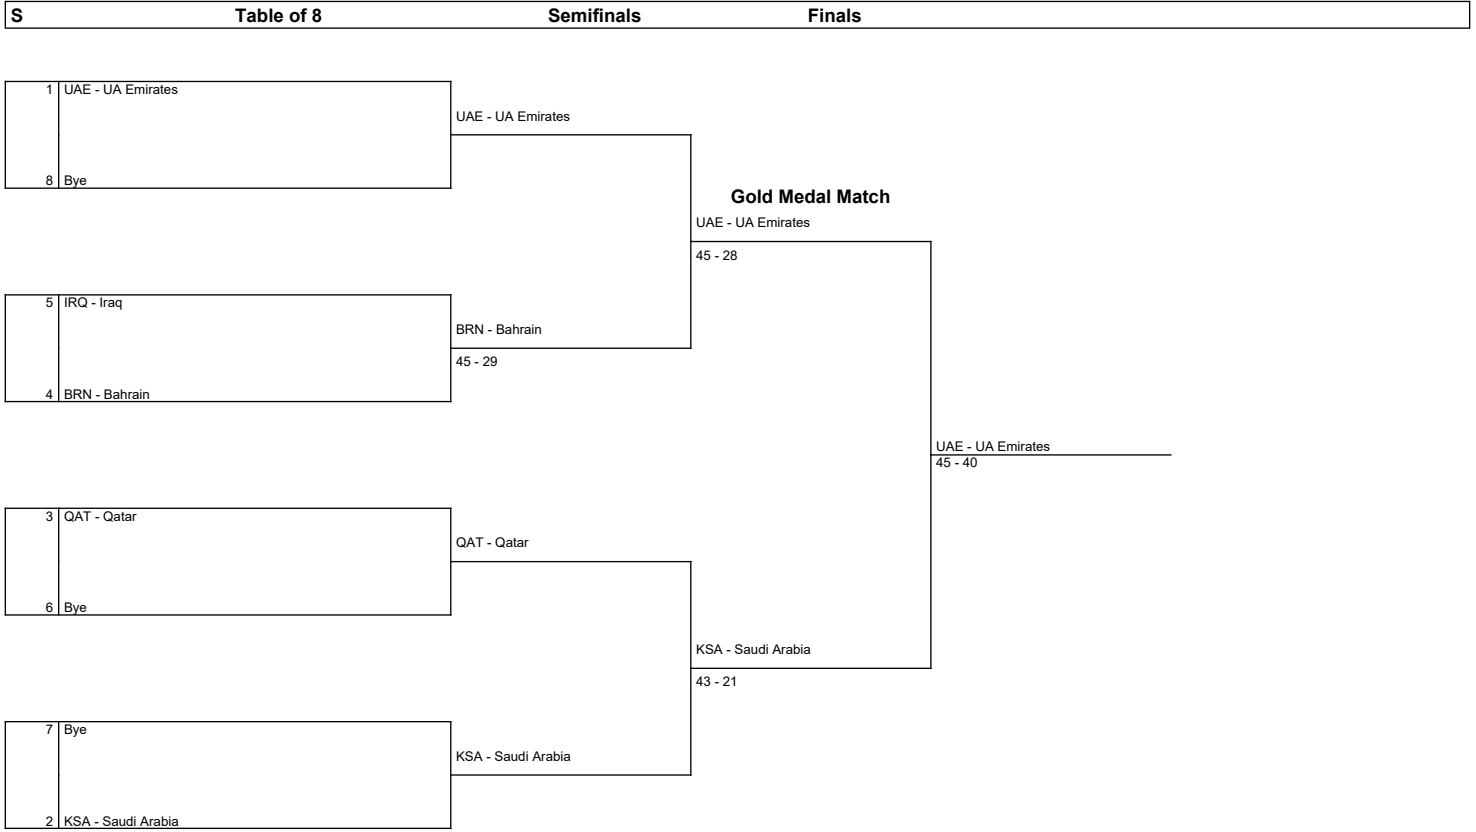 S Table of 8 Semifinals Finals
1 UAE - UA Emirates
UAE - UA Emirates
8 Bye
Gold Medal Match
UAE - UA Emirates
45 - 28
5 IRQ - Iraq
BRN - Bahrain
45 - 29
4 BRN - Bahrain
UAE - UA Emirates
45 - 40
3 QAT - Qatar
QAT - Qatar
6 Bye
KSA - Saudi Arabia
43 - 21
7 Bye
KSA - Saudi Arabia
2 KSA - Saudi Arabia